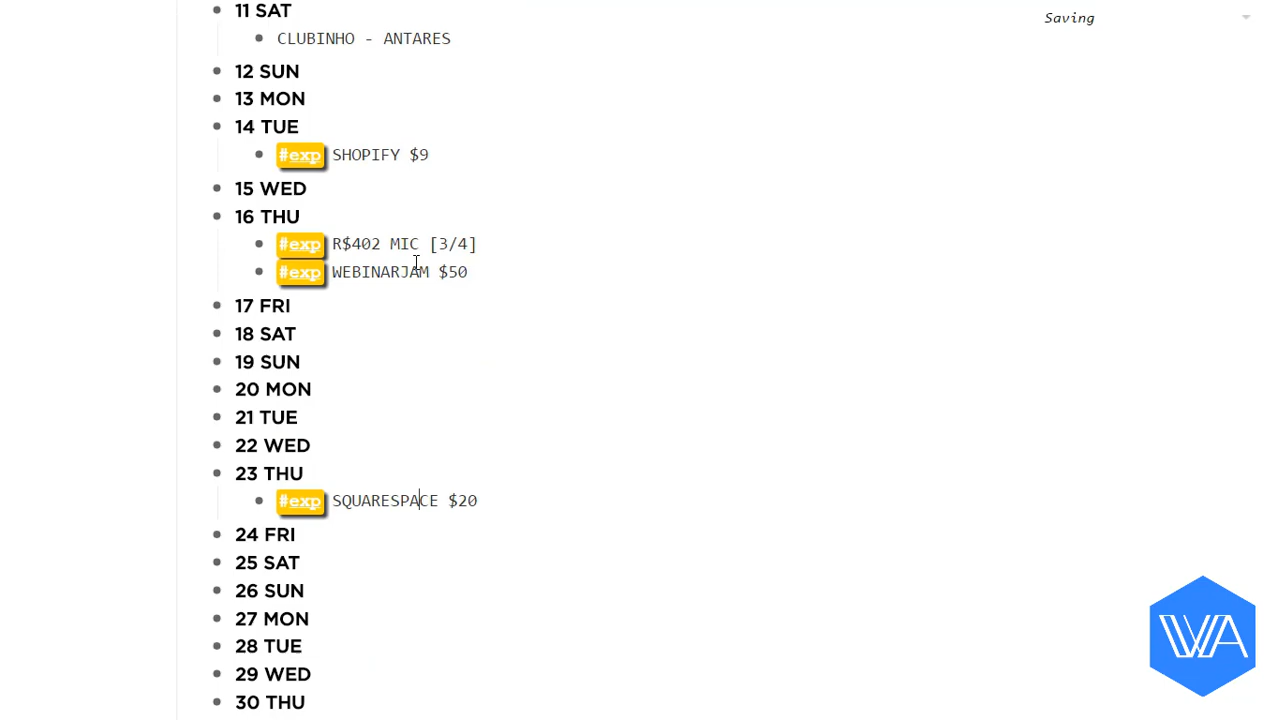 11 SAT
Saving
CLUBINHO - ANTARES
12 SUN
13 MON
14 TUE
#exp SHOPIFY $9
15 WED
16 THU
#exp R$402 MIC [3/4]
#exp WEBINARJAM $50
17 FRI
18 SAT
19 SUN
20 MON
21 TUE
22 WED
23 THU
#exp SQUARESPACE $20
24 FRI
25 SAT
26 SUN
27 MON
28 TUE
29 WED
30 THU
WA